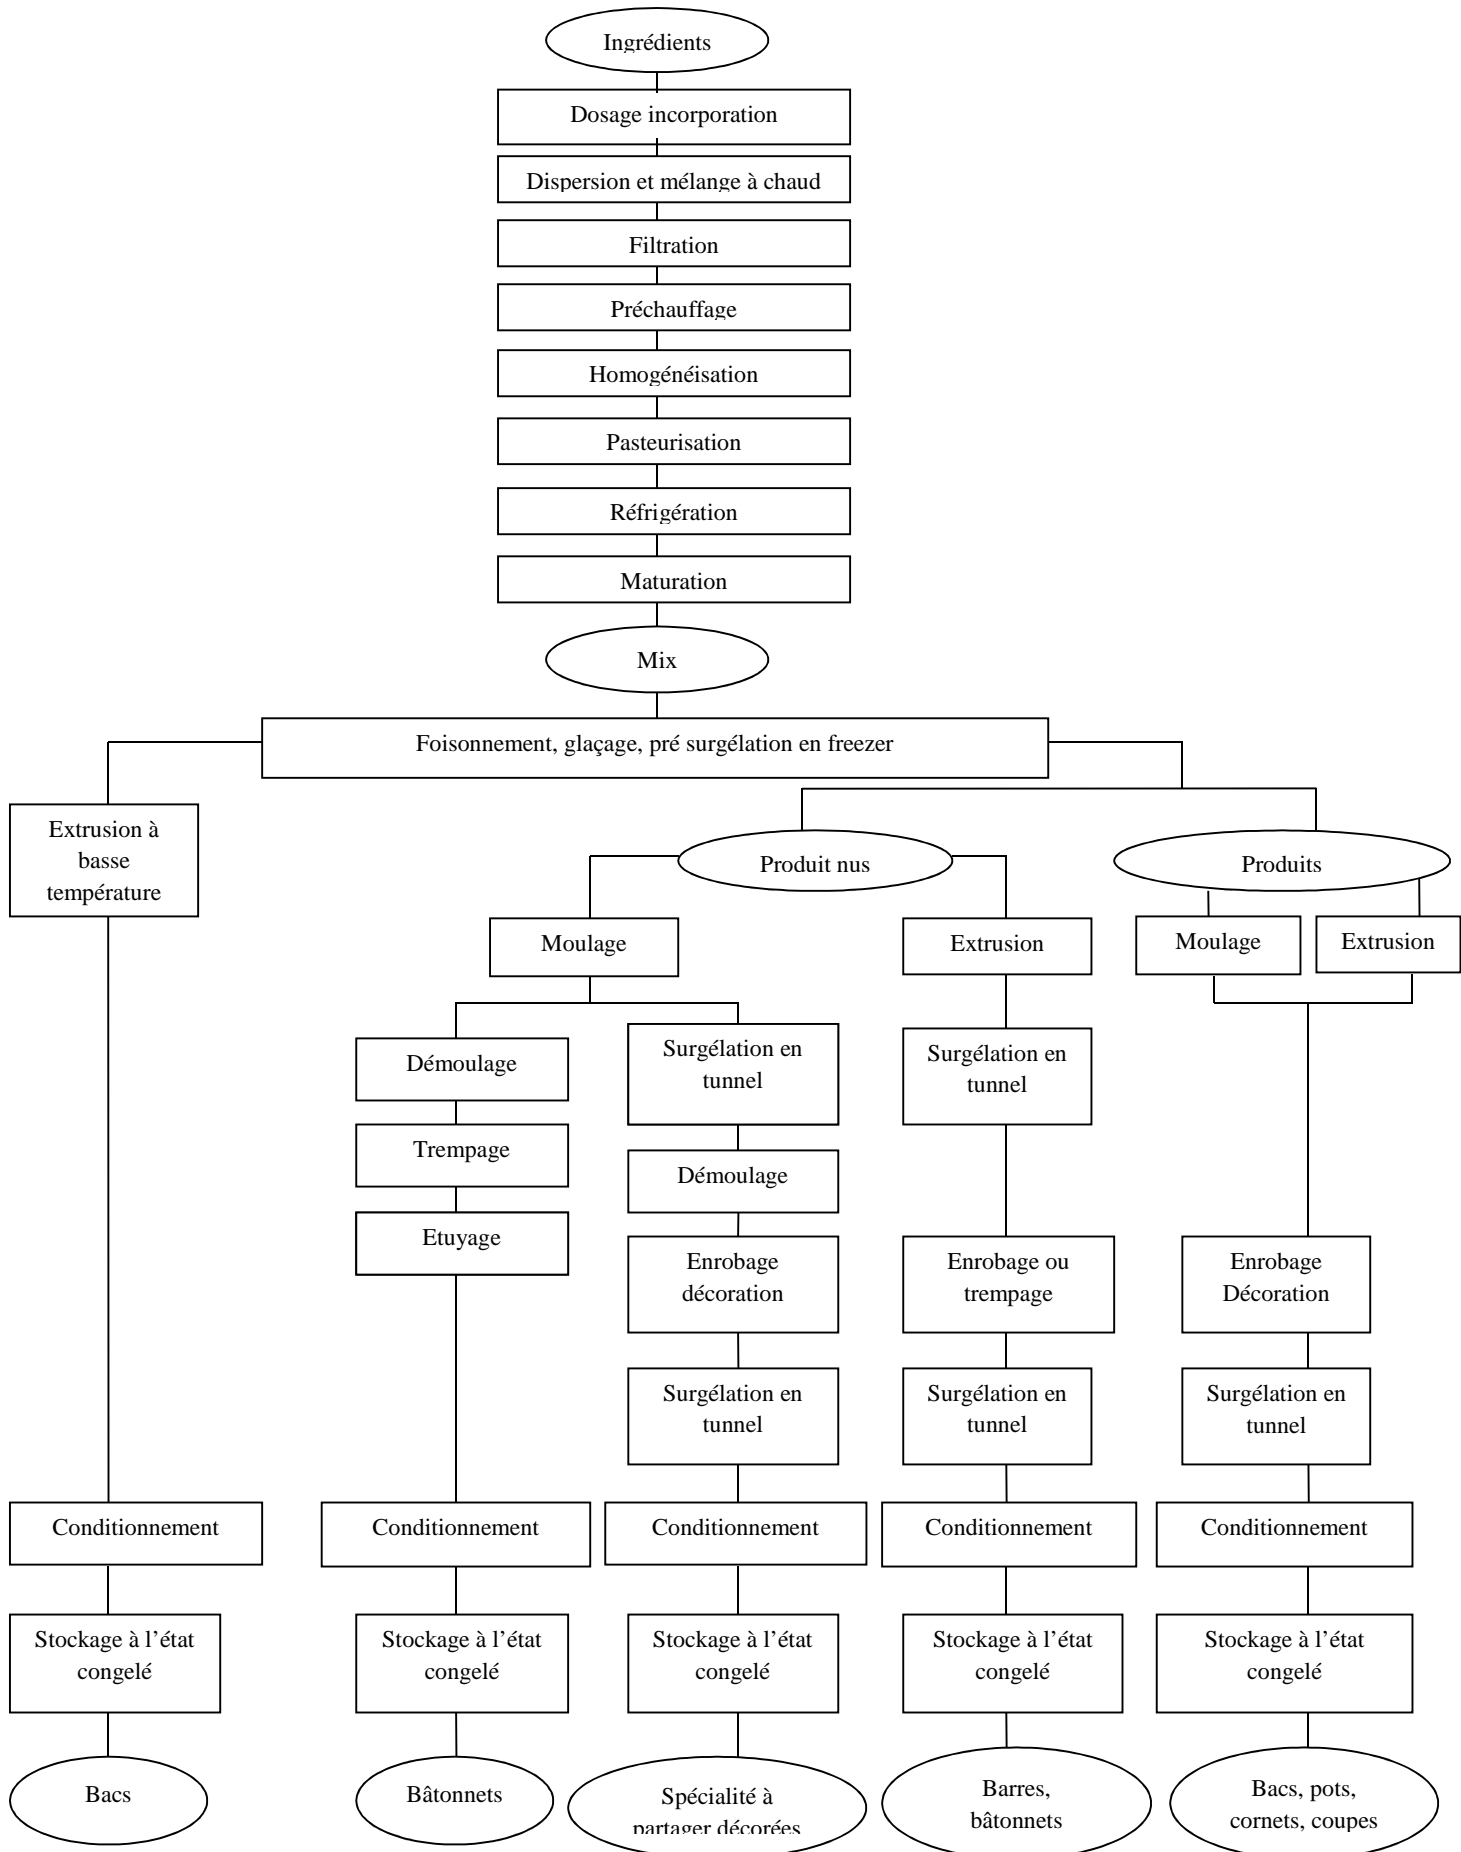 Ingrédients
Dosage incorporation
Dispersion et mélange à chaud
Filtration
Préchauffage
Homogénéisation
Pasteurisation
Réfrigération
Maturation
Mix
Foisonnement, glaçage, pré surgélation en freezer
Extrusion à
basse
température
Produit nus
Produits
Moulage
Extrusion
Moulage
Extrusion
Démoulage
Trempage
Etuyage
Surgélation en
tunnel
Démoulage
Enrobage
décoration
Surgélation en
tunnel
Surgélation en
tunnel
Enrobage ou
trempage
Surgélation en
tunnel
Enrobage
Décoration
Surgélation en
tunnel
Conditionnement
Conditionnement
Conditionnement
Conditionnement
Conditionnement
Stockage à l’état
congelé
Stockage à l’état
congelé
Stockage à l’état
congelé
Stockage à l’état
congelé
Stockage à l’état
congelé
Bacs
Bâtonnets
Spécialité à
partager décorées
Barres,
bâtonnets
Bacs, pots,
cornets, coupes